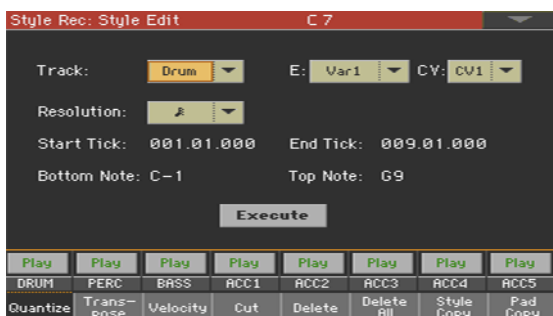 Style Rec: Style Edit C 7
Track: Drum E: Var1 CV: CV1
Resolution:
Start Tick: 001.01.000 End Tick: 009.01.000
Bottom Note: C-1 Top Note: G9
Execute
Play Play Play Play Play Play Play Play
DRUM PERC BASS ACC1 ACC2 ACC3 ACC4 ACC5
Quantize Trans- pose Velocity Cut Delete Delete All Style Copy Pad Copy